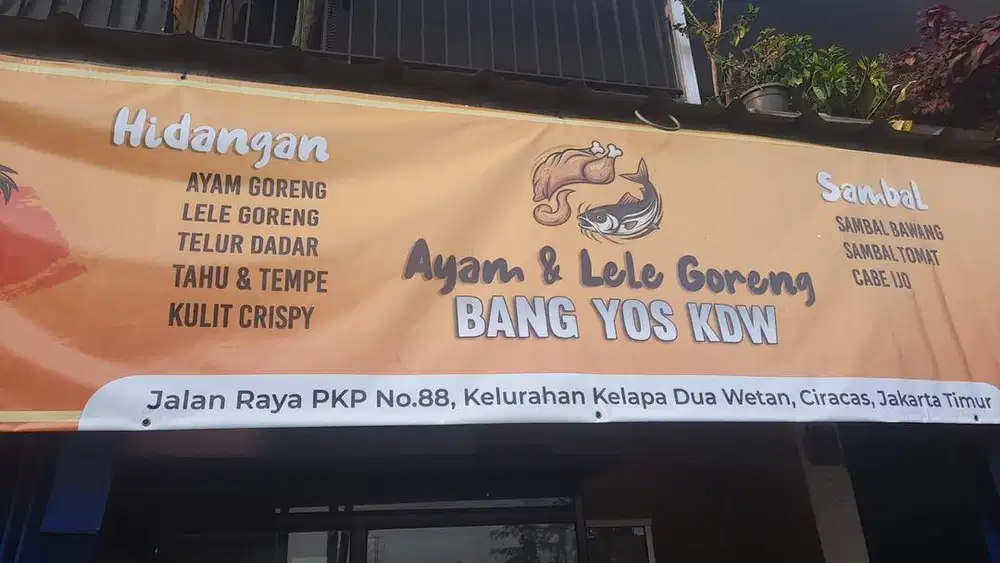 Hidangan
AYAM GORENG
LELE GORENG
TELUR DADAR
TAHU & TEMPE
KULIT CRISPY
Ayam & Lele Goreng
BANG YOS KDW
Sambal
SAMBAL BAWANG
SAMBAL TOMAT
CABE IJO
Jalan Raya PKP No.88, Kelurahan Kelapa Dua Wetan, Ciracas, Jakarta Timur